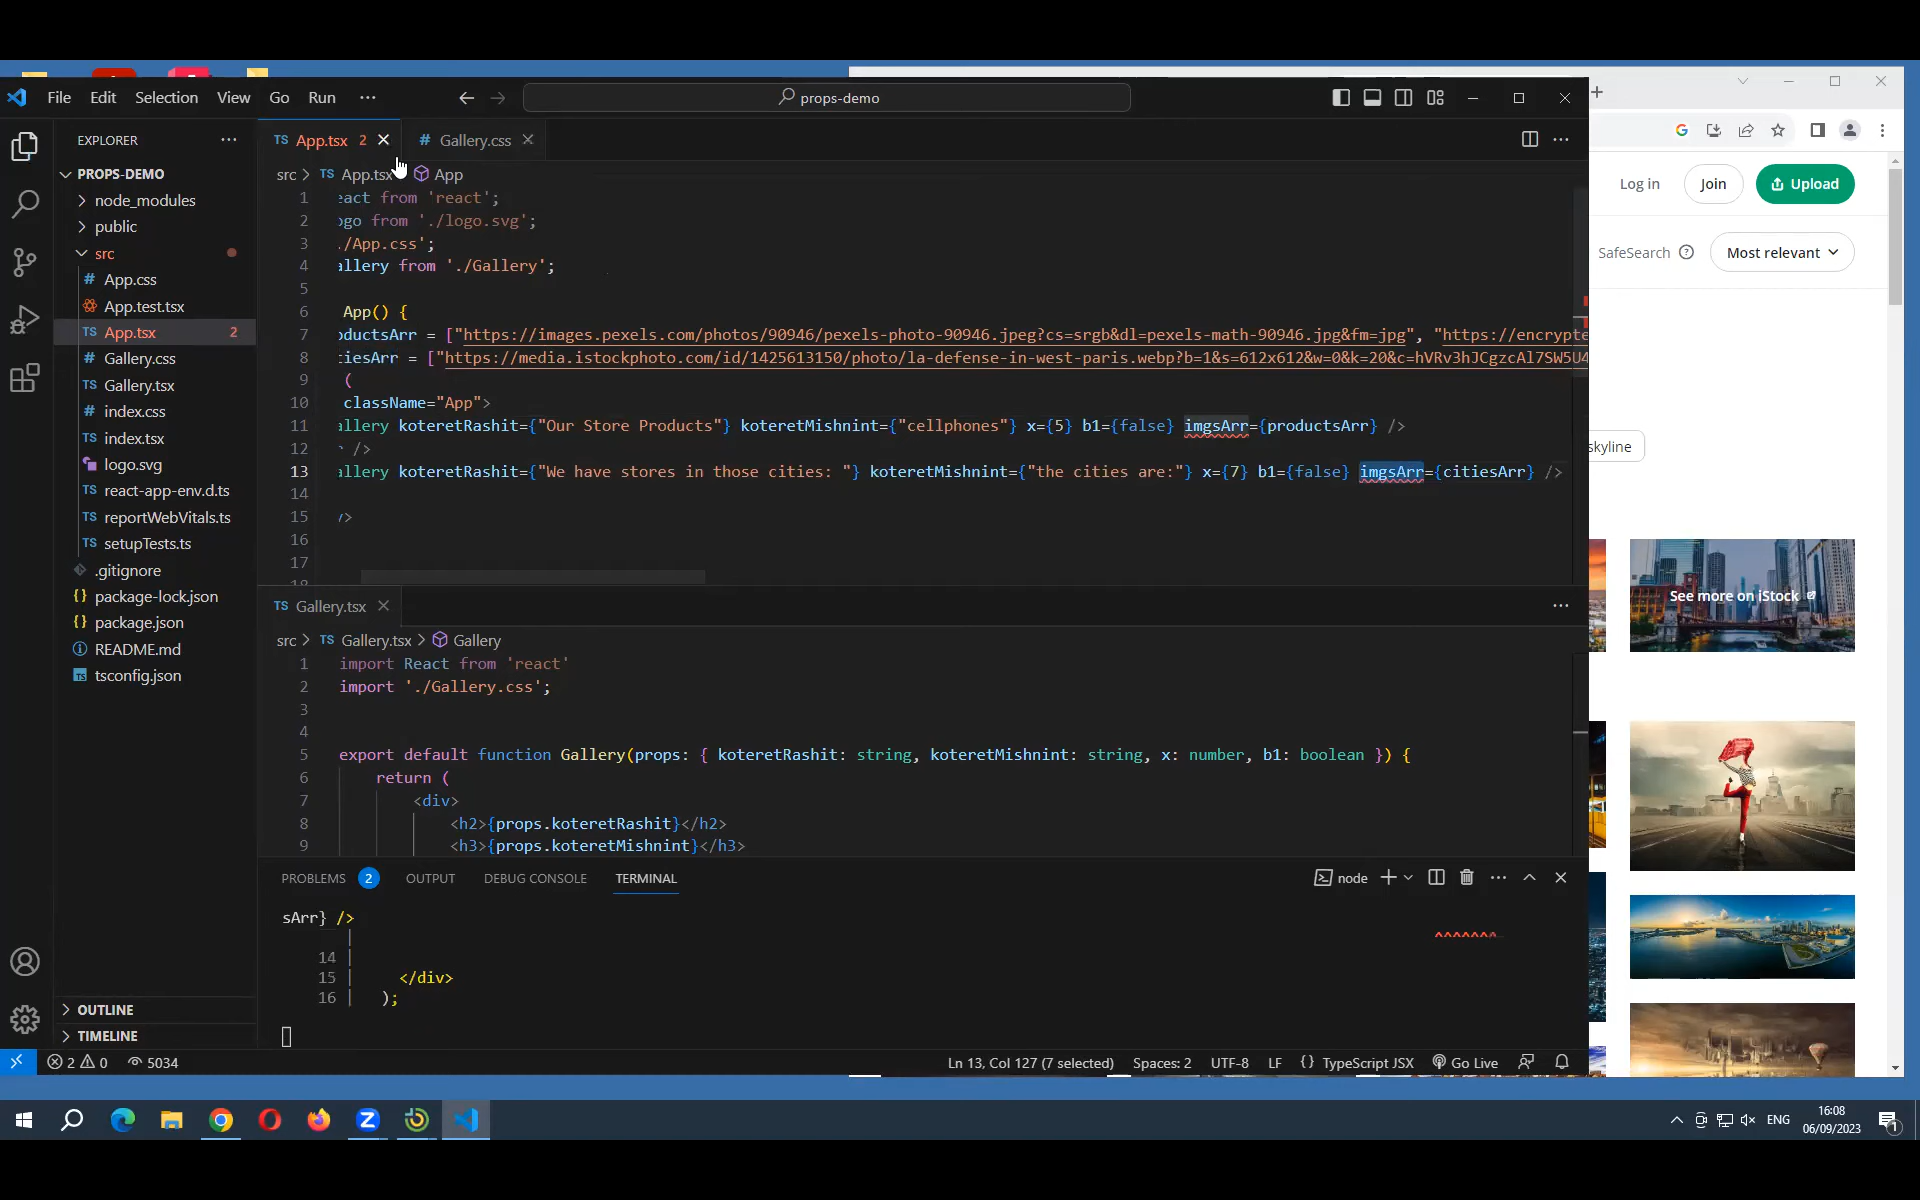 File Edit Selection View Go Run ··· props-demo
EXPLORER ···
PROPS-DEMO
node_modules
public
src
# App.css
App.test.tsx
TS App.tsx 2
# Gallery.css
TS Gallery.tsx
# index.css
TS index.tsx
logo.svg
TS react-app-env.d.ts
TS reportWebVitals.ts
TS setupTests.ts
.gitignore
{} package-lock.json
{} package.json
README.md
tsconfig.json
OUTLINE
TIMELINE
TS App.tsx 2 # Gallery.css
src > TS App.tsx App
1 eact from 'react';
2 ogo from './logo.svg';
3 ./App.css';
4 allery from './Gallery';
5
6 App() {
7 oductsArr = ["https://images.pexels.com/photos/90946/pexels-photo-90946.jpeg?cs=srgb&dl=pexels-math-90946.jpg&fm=jpg", "https://encrypte
8 tiesArr = ["https://media.istockphoto.com/id/1425613150/photo/la-defense-in-west-paris.webp?b=1&s=612x612&w=0&k=20&c=hVRv3hJCgzcAl7SW5U4
9 (
10 className="App">
11 allery koteretRashit={"Our Store Products"} koteretMishnint={"cellphones"} x={5} b1={false} imgsArr={productsArr} />
12 r />
13 allery koteretRashit={"We have stores in those cities: "} koteretMishnint={"the cities are:"} x={7} b1={false} imgsArr={citiesArr} />
14
15 v>
16
17
18
TS Gallery.tsx
src > TS Gallery.tsx > Gallery
1 import React from 'react'
2 import './Gallery.css';
3
4
5 export default function Gallery(props: { koteretRashit: string, koteretMishnint: string, x: number, b1: boolean }) {
6 return (
7 <div>
8 <h2>{props.koteretRashit}</h2>
9 <h3>{props.koteretMishnint}</h3>
PROBLEMS 2 OUTPUT DEBUG CONSOLE TERMINAL node
sArr} />
|
^^^^^^^
14 |
15 | </div>
16 | );
2 0 5034 Ln 13, Col 127 (7 selected) Spaces: 2 UTF-8 LF {} TypeScript JSX Go Live
Log in Join Upload
SafeSearch Most relevant
skyline
See more on iStock
ENG 16:08
06/09/2023
1